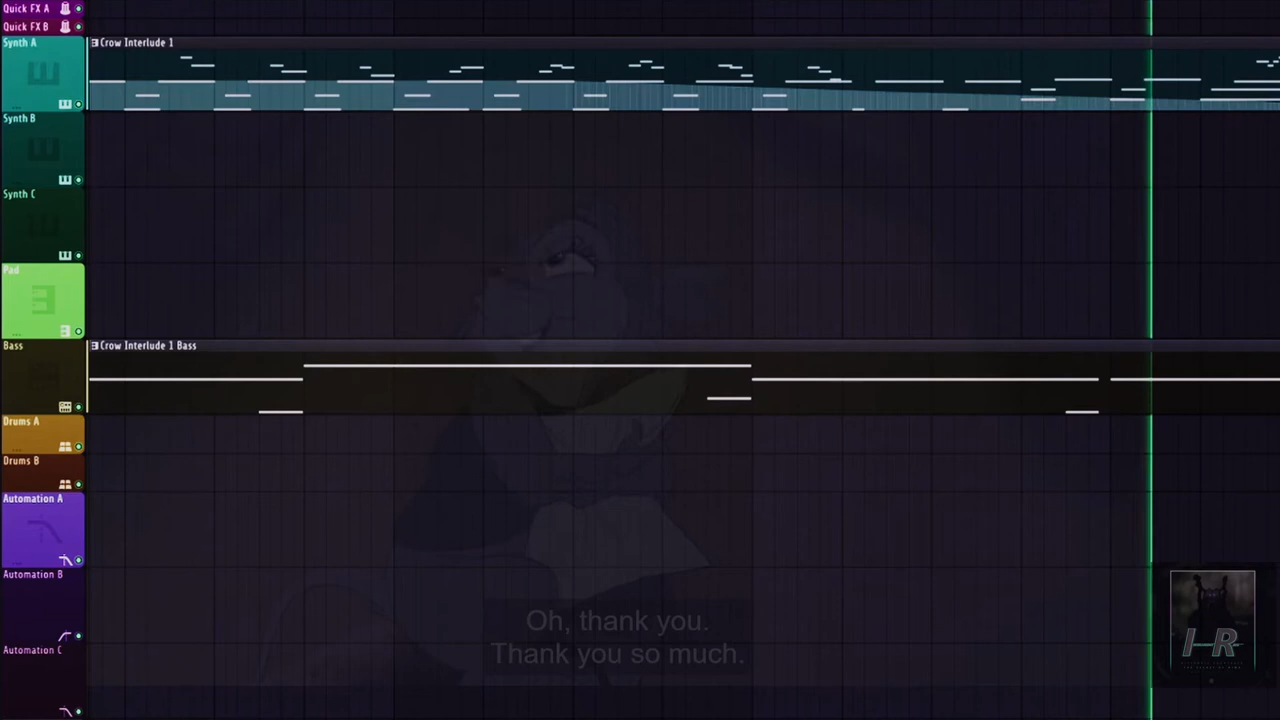 Quick FX A
Quick FX B
Synth A
Crow Interlude 1
Synth B
Synth C
Pad
Bass
Crow Interlude 1 Bass
Drums A
Drums B
Automation A
Automation B
Automation C
Oh, thank you.
Thank you so much.
I-R